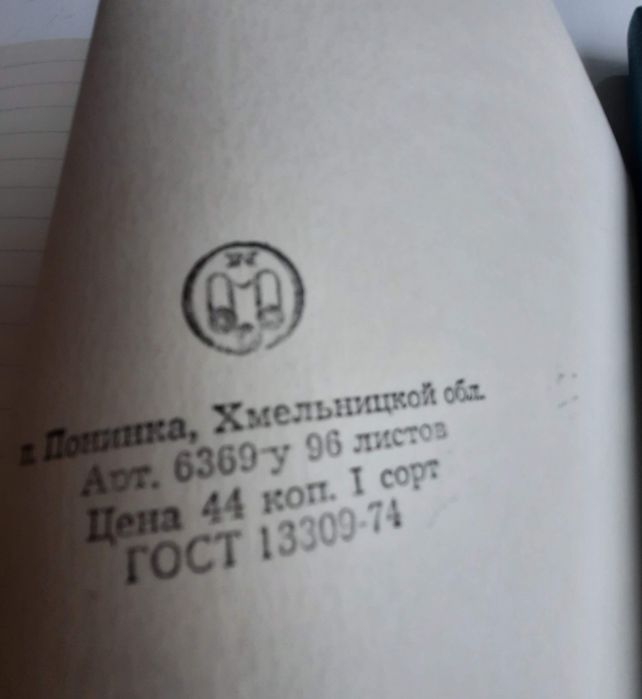 п. Понинка, Хмельницкой обл.
Арт. 6369-у 96 листов
Цена 44 коп. I сорт
ГОСТ 13309-74